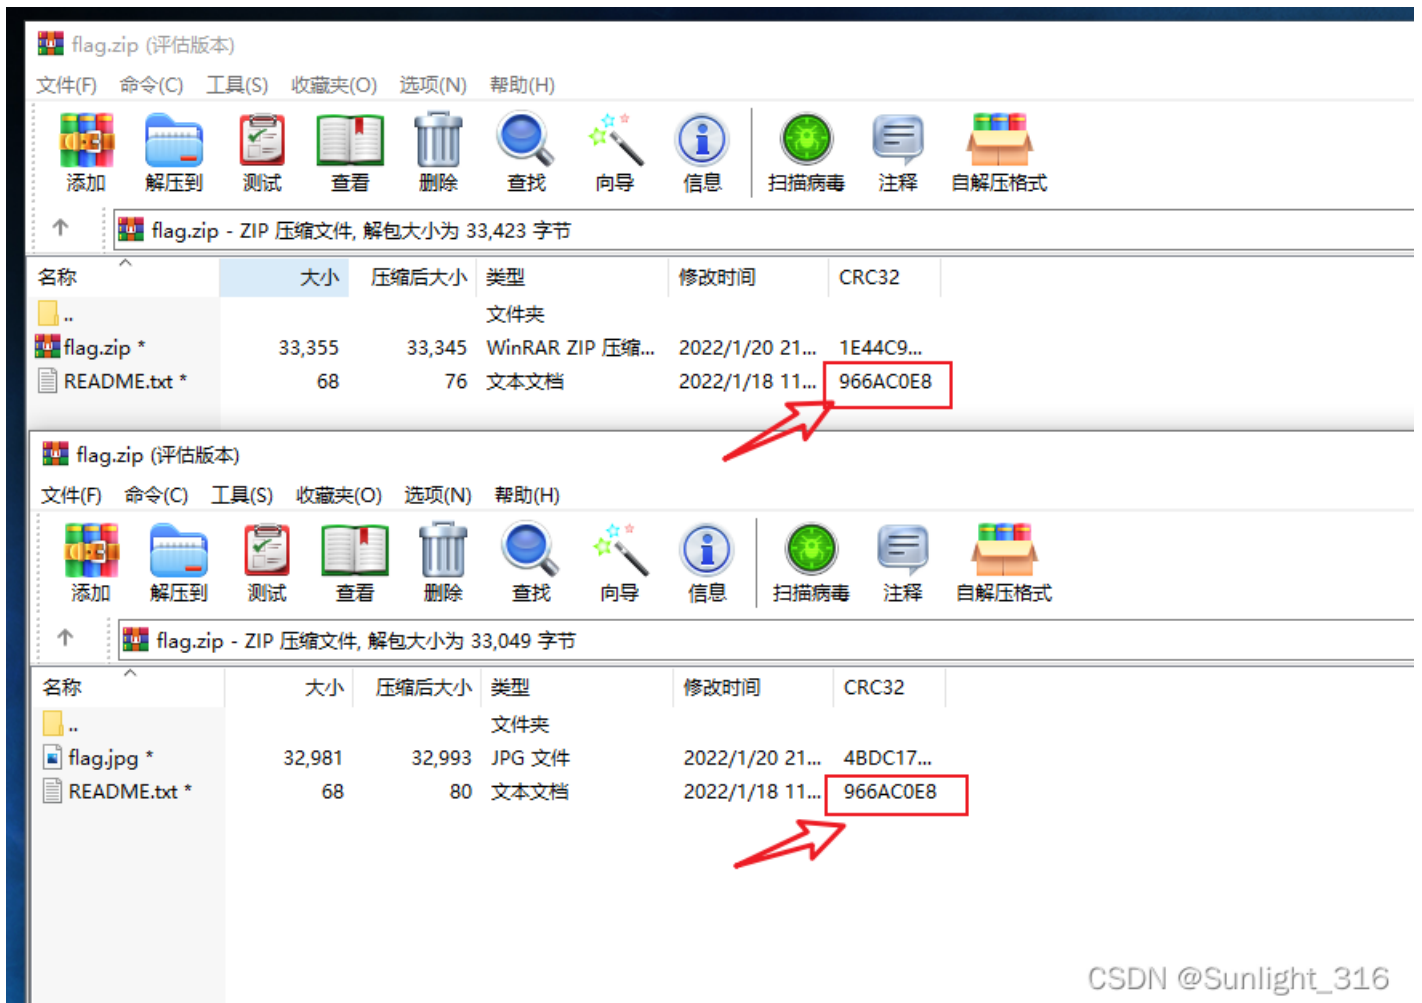 flag.zip (评估版本)
文件(F) 命令(C) 工具(S) 收藏夹(O) 选项(N) 帮助(H)
添加 解压到 测试 查看 删除 查找 向导 信息 扫描病毒 注释 自解压格式
flag.zip - ZIP 压缩文件, 解包大小为 33,423 字节
名称 大小 压缩后大小 类型 修改时间 CRC32
.. 文件夹
flag.zip * 33,355 33,345 WinRAR ZIP 压缩... 2022/1/20 21... 1E44C9...
README.txt * 68 76 文本文档 2022/1/18 11... 966AC0E8
flag.zip (评估版本)
文件(F) 命令(C) 工具(S) 收藏夹(O) 选项(N) 帮助(H)
添加 解压到 测试 查看 删除 查找 向导 信息 扫描病毒 注释 自解压格式
flag.zip - ZIP 压缩文件, 解包大小为 33,049 字节
名称 大小 压缩后大小 类型 修改时间 CRC32
.. 文件夹
flag.jpg * 32,981 32,993 JPG 文件 2022/1/20 21... 4BDC17...
README.txt * 68 80 文本文档 2022/1/18 11... 966AC0E8
CSDN @Sunlight_316